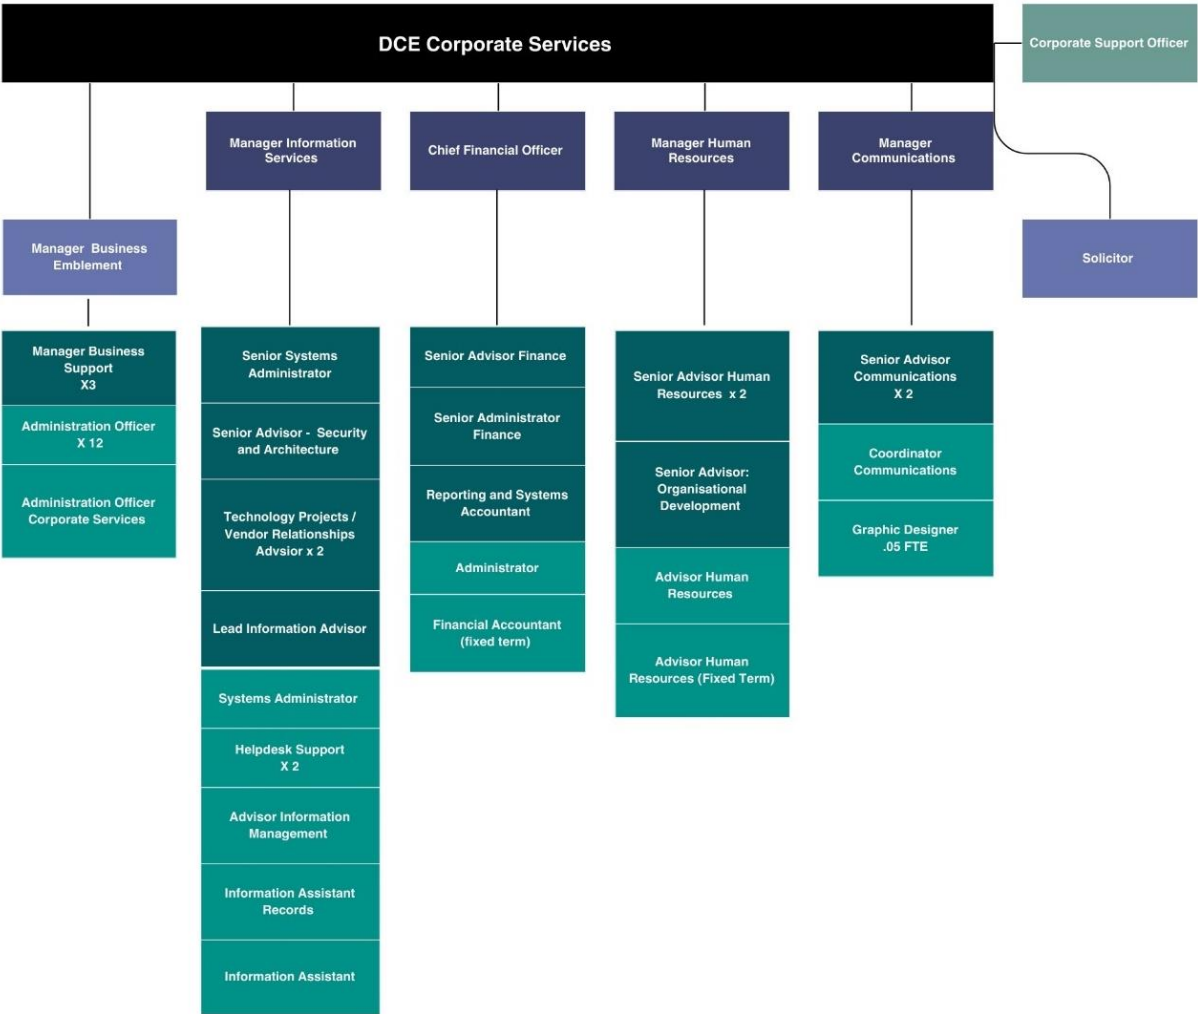 DCE Corporate Services
Corporate Support Officer
Manager Information
Services
Chief Financial Officer
Manager Human
Resources
Manager
Communications
Manager Business
Emblement
Solicitor
Manager Business
Support
X3
Administration Officer
X 12
Administration Officer
Corporate Services
Senior Systems
Administrator
Senior Advisor - Security
and Architecture
Technology Projects /
Vendor Relationships
Advsior x 2
Lead Information Advisor
Systems Administrator
Helpdesk Support
X 2
Advisor Information
Management
Information Assistant
Records
Information Assistant
Senior Advisor Finance
Senior Administrator
Finance
Reporting and Systems
Accountant
Administrator
Financial Accountant
(fixed term)
Senior Advisor Human
Resources x 2
Senior Advisor:
Organisational
Development
Advisor Human
Resources
Advisor Human
Resources (Fixed Term)
Senior Advisor
Communications
X 2
Coordinator
Communications
Graphic Designer
.05 FTE